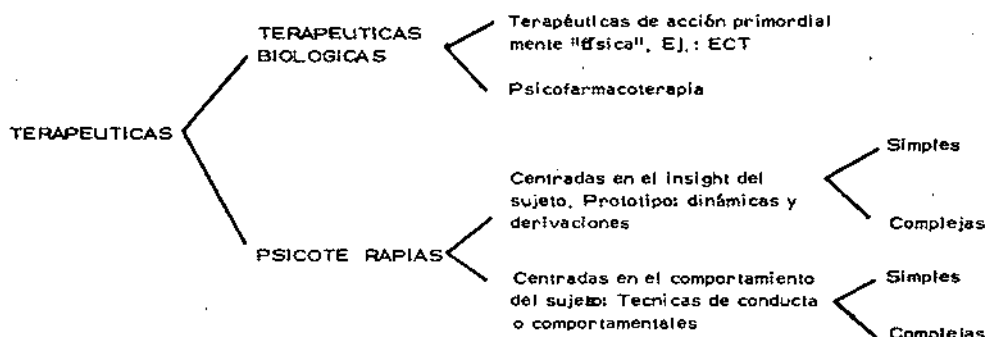 TERAPEUTICAS
TERAPEUTICAS
BIOLOGICAS
Terapéuticas de acción primordial
mente "física", EJ.: ECT
Psicofarmacoterapia
PSICOTE RAPIAS
Centradas en el insight del
sujeto, Prototipo: dinámicas y
derivaciones
Simples
Complejas
Centradas en el comportamiento
del sujeto: Tecnicas de conducta
o comportamentales
Simples
Complejas